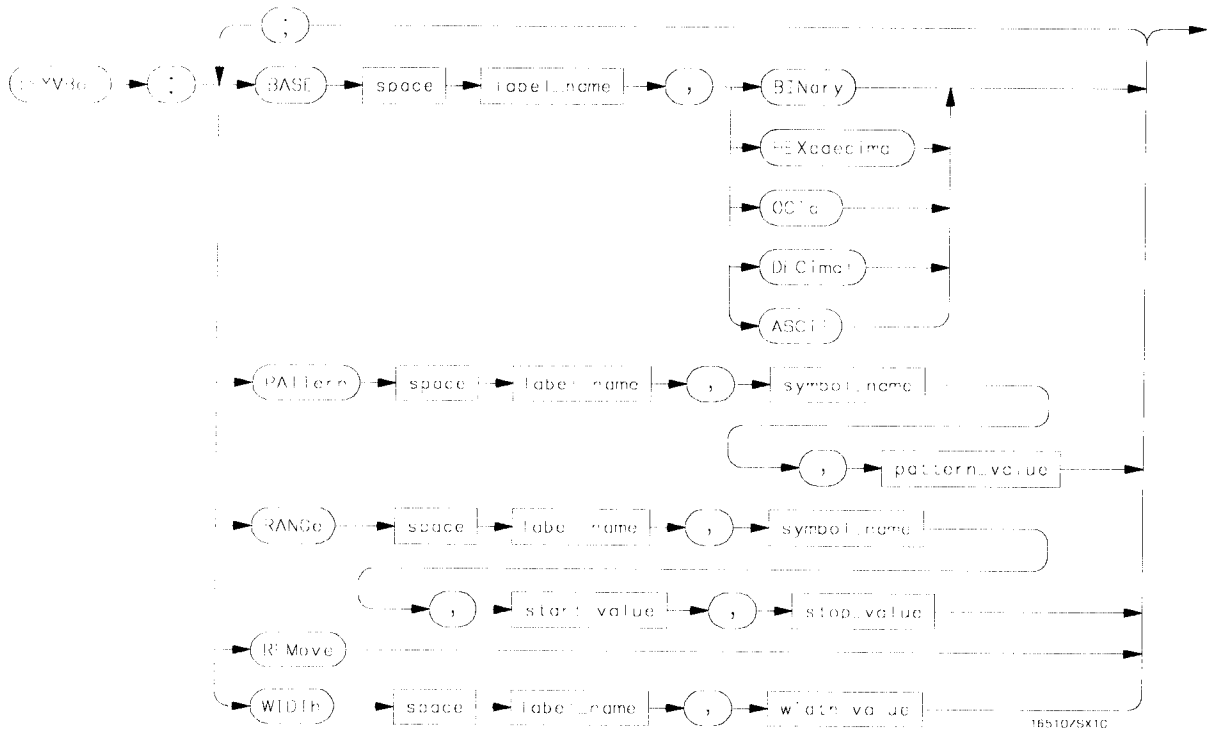 ;
:
BASE space label_name , BINary
HEXadecimal
OCTal
DECimal
ASCii
PATtern space label_name , symbol_name
, pattern_value
RANGe space label_name , symbol_name
, start_value , stop_value
REMove
WIDTh space label_name , width_value
16510/SX10